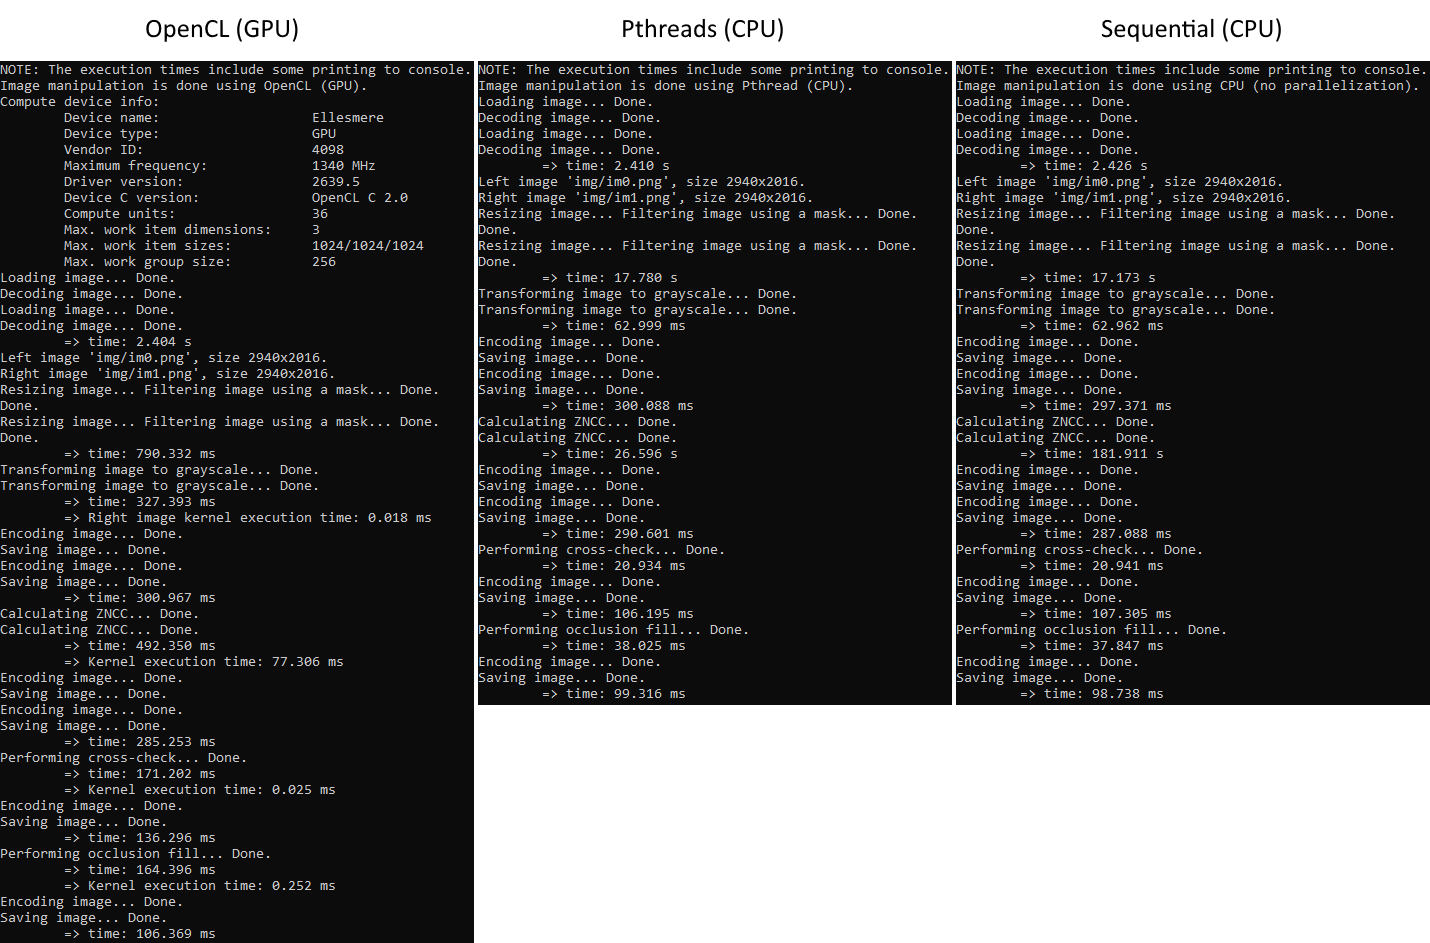 OpenCL (GPU)
NOTE: The execution times include some printing to console.
Image manipulation is done using OpenCL (GPU).
Compute device info:
Device name: Ellesmere
Device type: GPU
Vendor ID: 4098
Maximum frequency: 1340 MHz
Driver version: 2639.5
Device C version: OpenCL C 2.0
Compute units: 36
Max. work item dimensions: 3
Max. work item sizes: 1024/1024/1024
Max. work group size: 256
Loading image... Done.
Decoding image... Done.
Loading image... Done.
Decoding image... Done.
=> time: 2.404 s
Left image 'img/im0.png', size 2940x2016.
Right image 'img/im1.png', size 2940x2016.
Resizing image... Filtering image using a mask... Done.
Done.
Resizing image... Filtering image using a mask... Done.
Done.
=> time: 790.332 ms
Transforming image to grayscale... Done.
Transforming image to grayscale... Done.
=> time: 327.393 ms
=> Right image kernel execution time: 0.018 ms
Encoding image... Done.
Saving image... Done.
Encoding image... Done.
Saving image... Done.
=> time: 300.967 ms
Calculating ZNCC... Done.
Calculating ZNCC... Done.
=> time: 492.350 ms
=> Kernel execution time: 77.306 ms
Encoding image... Done.
Saving image... Done.
Encoding image... Done.
Saving image... Done.
=> time: 285.253 ms
Performing cross-check... Done.
=> time: 171.202 ms
=> Kernel execution time: 0.025 ms
Encoding image... Done.
Saving image... Done.
=> time: 136.296 ms
Performing occlusion fill... Done.
=> time: 164.396 ms
=> Kernel execution time: 0.252 ms
Encoding image... Done.
Saving image... Done.
=> time: 106.369 ms
Pthreads (CPU)
NOTE: The execution times include some printing to console.
Image manipulation is done using Pthread (CPU).
Loading image... Done.
Decoding image... Done.
Loading image... Done.
Decoding image... Done.
=> time: 2.410 s
Left image 'img/im0.png', size 2940x2016.
Right image 'img/im1.png', size 2940x2016.
Resizing image... Filtering image using a mask... Done.
Done.
Resizing image... Filtering image using a mask... Done.
Done.
=> time: 17.780 s
Transforming image to grayscale... Done.
Transforming image to grayscale... Done.
=> time: 62.999 ms
Encoding image... Done.
Saving image... Done.
Encoding image... Done.
Saving image... Done.
=> time: 300.088 ms
Calculating ZNCC... Done.
Calculating ZNCC... Done.
=> time: 26.596 s
Encoding image... Done.
Saving image... Done.
Encoding image... Done.
Saving image... Done.
=> time: 290.601 ms
Performing cross-check... Done.
=> time: 20.934 ms
Encoding image... Done.
Saving image... Done.
=> time: 106.195 ms
Performing occlusion fill... Done.
=> time: 38.025 ms
Encoding image... Done.
Saving image... Done.
=> time: 99.316 ms
Sequential (CPU)
NOTE: The execution times include some printing to console.
Image manipulation is done using CPU (no parallelization).
Loading image... Done.
Decoding image... Done.
Loading image... Done.
Decoding image... Done.
=> time: 2.426 s
Left image 'img/im0.png', size 2940x2016.
Right image 'img/im1.png', size 2940x2016.
Resizing image... Filtering image using a mask... Done.
Done.
Resizing image... Filtering image using a mask... Done.
Done.
=> time: 17.173 s
Transforming image to grayscale... Done.
Transforming image to grayscale... Done.
=> time: 62.962 ms
Encoding image... Done.
Saving image... Done.
Encoding image... Done.
Saving image... Done.
=> time: 297.371 ms
Calculating ZNCC... Done.
Calculating ZNCC... Done.
=> time: 181.911 s
Encoding image... Done.
Saving image... Done.
Encoding image... Done.
Saving image... Done.
=> time: 287.088 ms
Performing cross-check... Done.
=> time: 20.941 ms
Encoding image... Done.
Saving image... Done.
=> time: 107.305 ms
Performing occlusion fill... Done.
=> time: 37.847 ms
Encoding image... Done.
Saving image... Done.
=> time: 98.738 ms